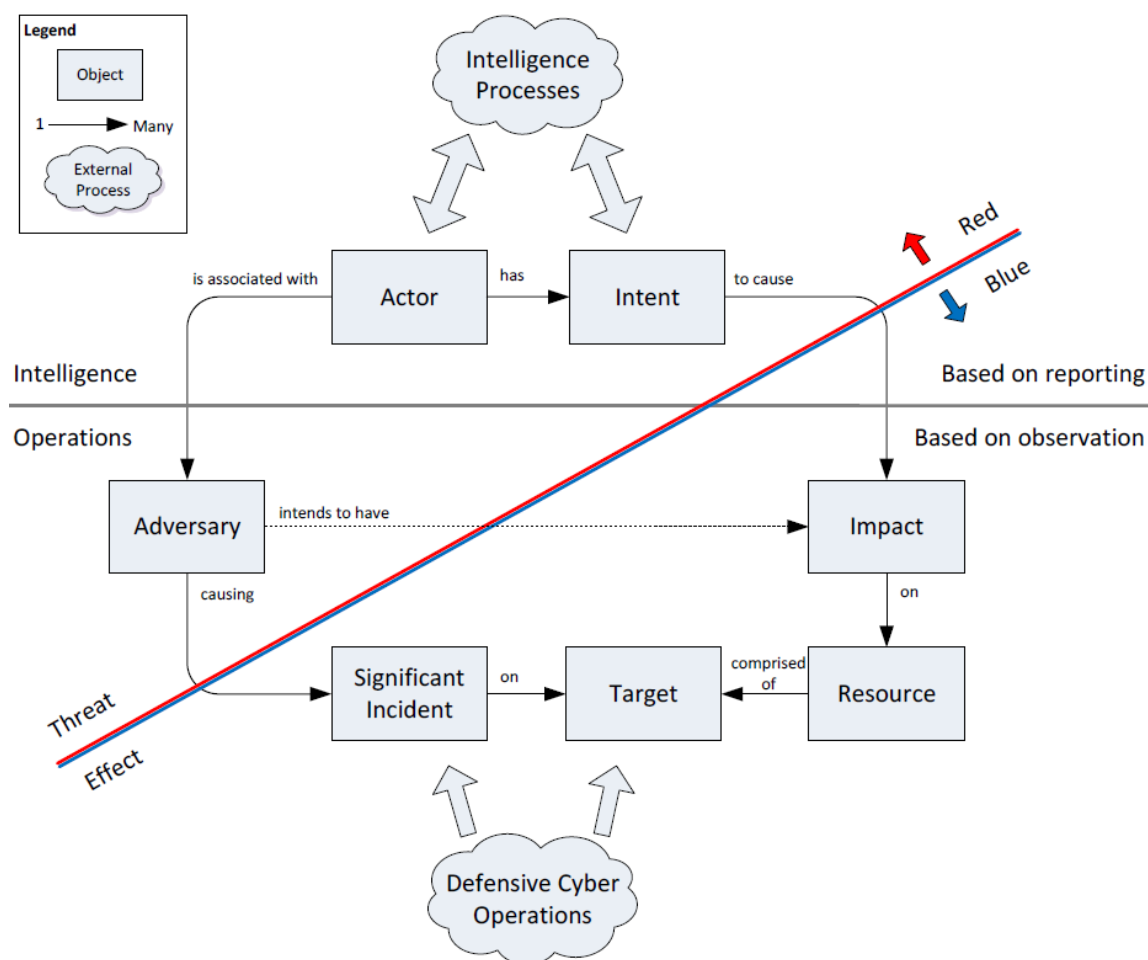 Legend
Object
1
Many
External
Process
Intelligence
Processes
Red
Blue
is associated with
Actor
has
Intent
to cause
Intelligence
Based on reporting
Operations
Based on observation
Adversary
intends to have
Impact
causing
on
Significant
Incident
on
Target
comprised
of
Resource
Threat
Effect
Defensive Cyber
Operations